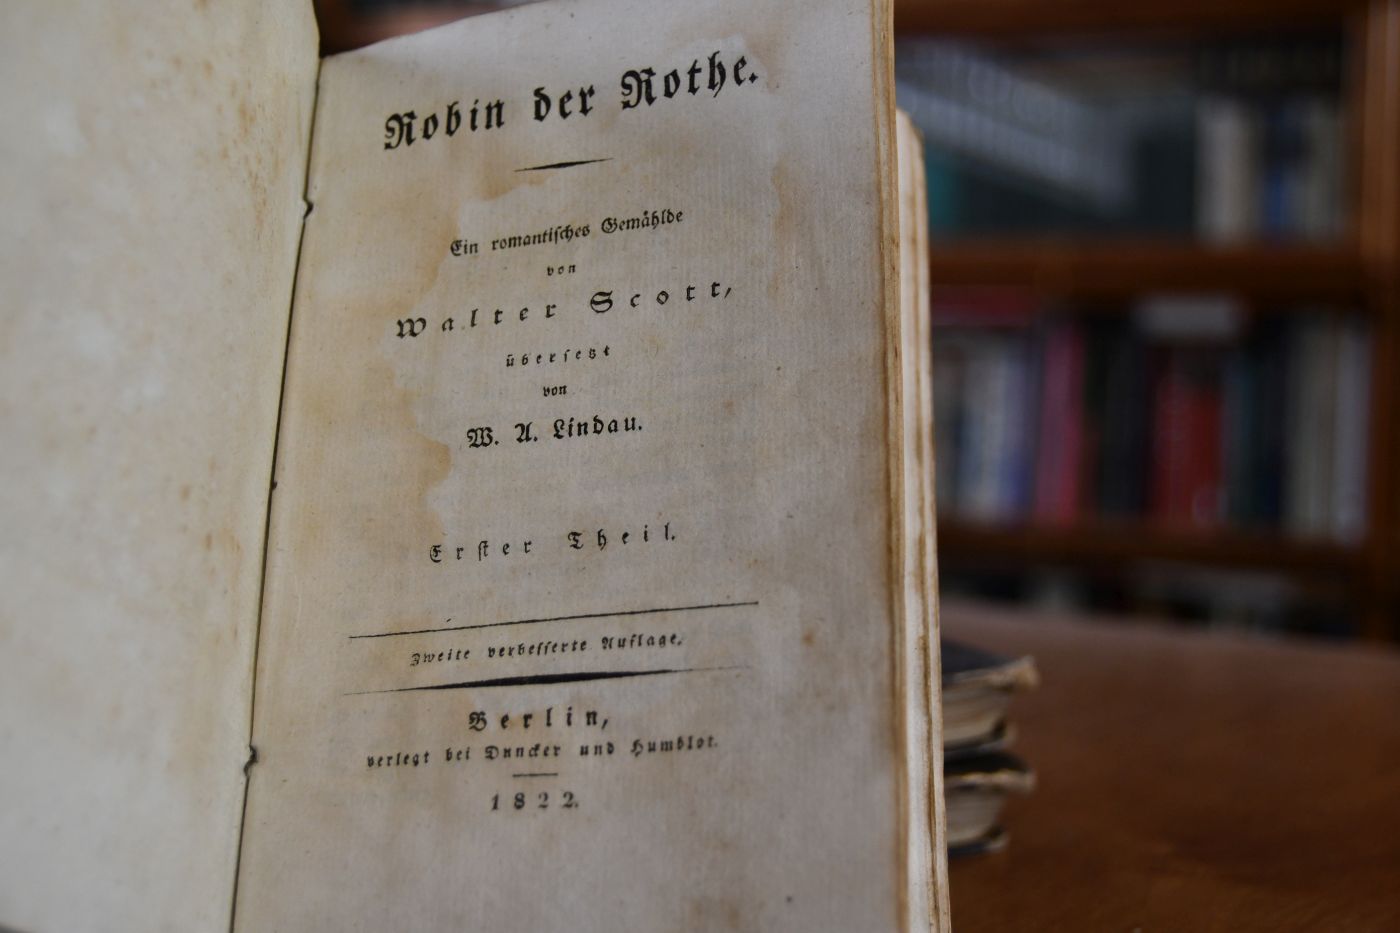 Robin der Rothe.
Ein romantiſches Gemåhlde
von
Walter Scott,
überſetzt
von
W. A. Lindau.
Erſter Theil.
Zweite verbeſſerte Auflage.
Berlin,
verlegt bei Duncker und Humblot.
1822.